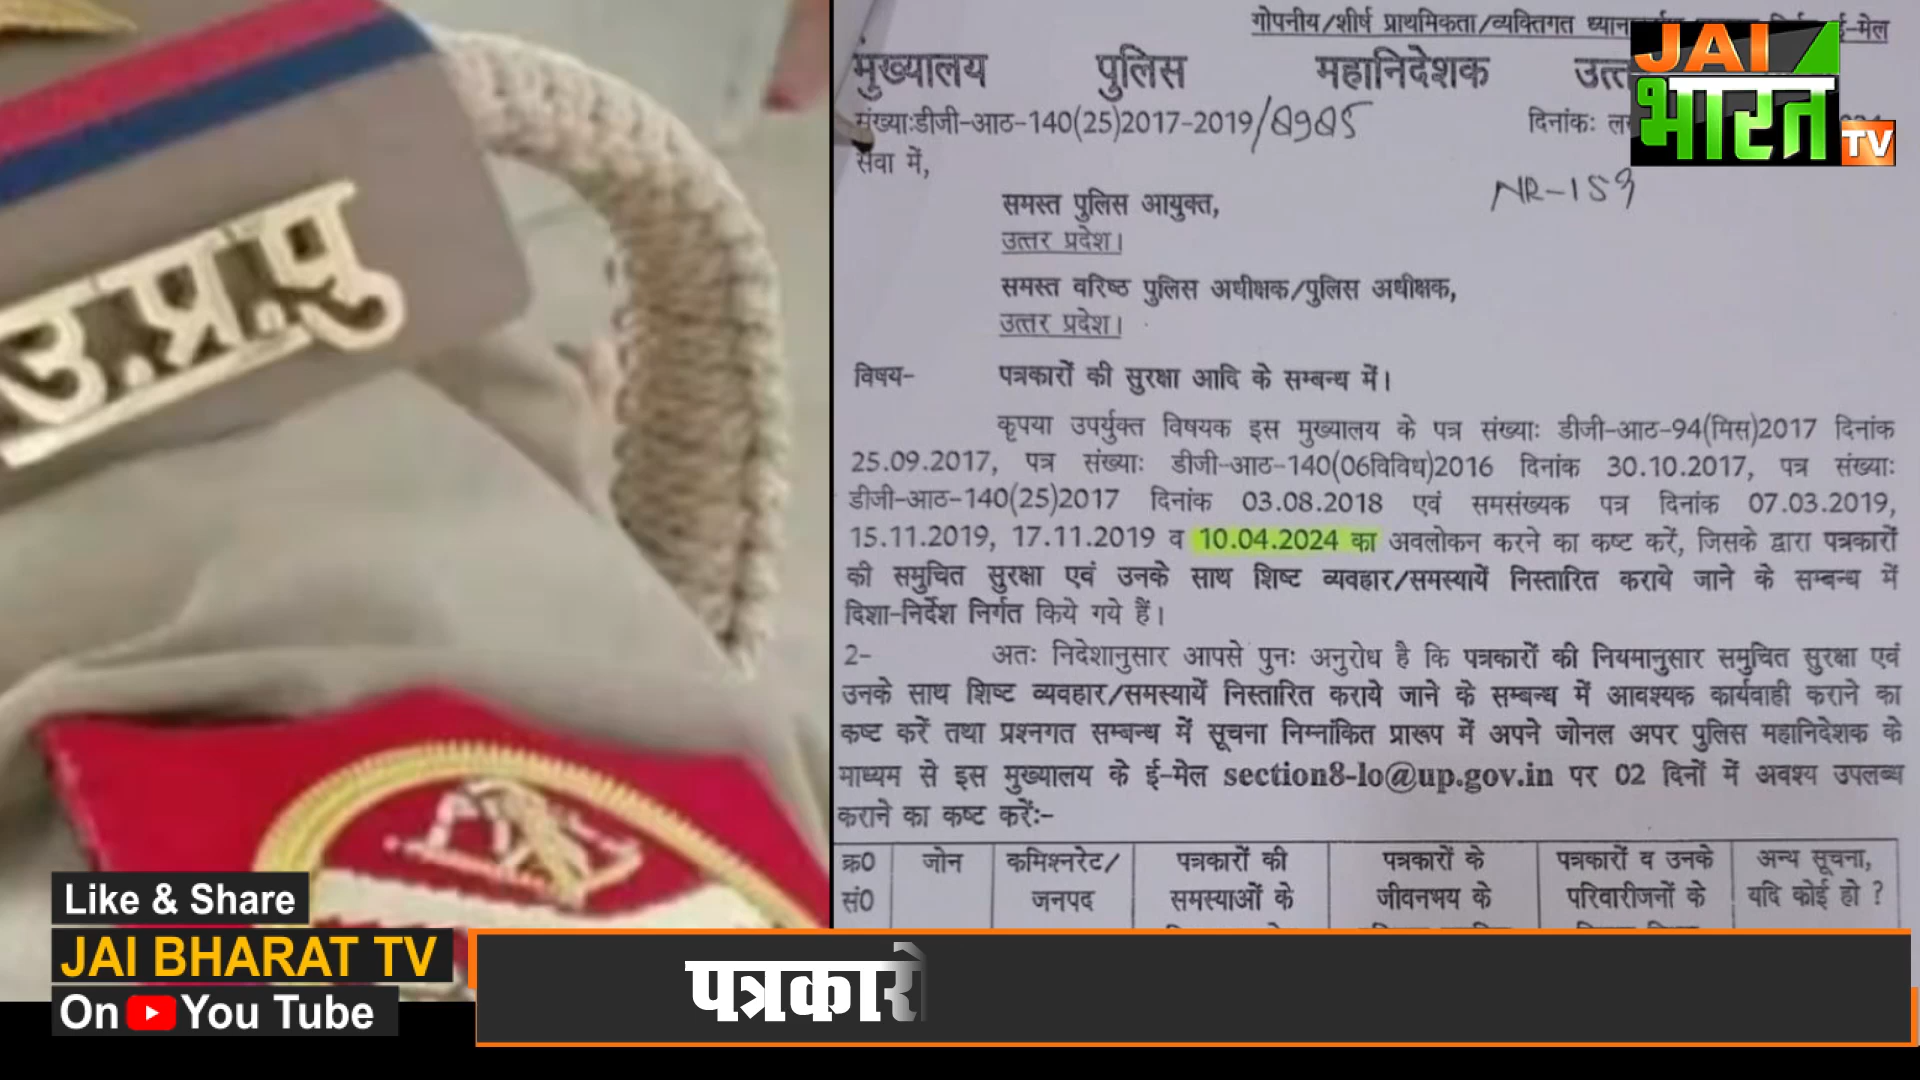 उ.प्र.पु
गोपनीय/शीर्ष प्राथमिकता/व्यक्तिगत
मुख्यालय पुलिस महानिदेशक
संख्याःडीजी-आठ-140(25)2017-2019/
दिनांकः
सेवा में,
NR-159
समस्त पुलिस आयुक्त,
उत्तर प्रदेश।
समस्त वरिष्ठ पुलिस अधीक्षक/पुलिस अधीक्षक,
उत्तर प्रदेश।
विषय- पत्रकारों की सुरक्षा आदि के सम्बन्ध में।
कृपया उपर्युक्त विषयक इस मुख्यालय के पत्र संख्याः डीजी-आठ-94(मिस)2017 दिनांक
25.09.2017, पत्र संख्याः डीजी-आठ-140(06विविध)2016 दिनांक 30.10.2017, पत्र संख्याः
डीजी-आठ-140(25)2017 दिनांक 03.08.2018 एवं समसंख्यक पत्र दिनांक 07.03.2019,
15.11.2019, 17.11.2019 व 10.04.2024 का अवलोकन करने का कष्ट करें, जिसके द्वारा पत्रकारों
की समुचित सुरक्षा एवं उनके साथ शिष्ट व्यवहार/समस्यायें निस्तारित कराये जाने के सम्बन्ध में
दिशा-निर्देश निर्गत किये गये हैं।
2- अतः निदेशानुसार आपसे पुनः अनुरोध है कि पत्रकारों की नियमानुसार समुचित सुरक्षा एवं
उनके साथ शिष्ट व्यवहार/समस्यायें निस्तारित कराये जाने के सम्बन्ध में आवश्यक कार्यवाही कराने का
कष्ट करें तथा प्रश्नगत सम्बन्ध में सूचना निम्नांकित प्रारूप में अपने जोनल अपर पुलिस महानिदेशक के
माध्यम से इस मुख्यालय के ई-मेल section8-lo@up.gov.in पर 02 दिनों में अवश्य उपलब्ध
कराने का कष्ट करेंः-
क्र0 जोन कमिश्नरेट/ पत्रकारों की पत्रकारों के पत्रकारों व उनके अन्य सूचना,
सं0 जनपद समस्याओं के जीवनभय के परिवारीजनों के यदि कोई हो ?
JAI
भारत
TV
Like & Share
JAI BHARAT TV
On You Tube